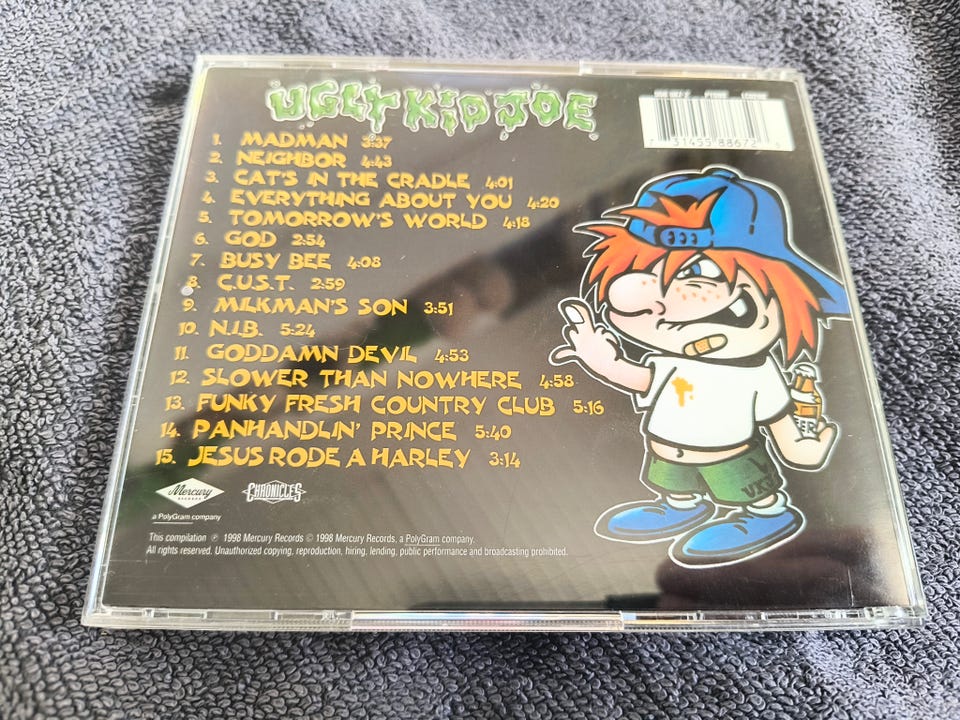 UGLY KID JOE
1. MADMAN 3:37
2. NEIGHBOR 4:43
3. CAT'S IN THE CRADLE 4:01
4. EVERYTHING ABOUT YOU 4:20
5. TOMORROW'S WORLD 4:18
6. GOD 2:54
7. BUSY BEE 4:08
8. C.U.S.T. 2:59
9. MILKMAN'S SON 3:51
10. N.I.B. 5:24
11. GODDAMN DEVIL 4:53
12. SLOWER THAN NOWHERE 4:58
13. FUNKY FRESH COUNTRY CLUB 5:16
14. PANHANDLIN' PRINCE 5:40
15. JESUS RODE A HARLEY 3:14
7 31455 88672
Mercury
RECORDS
a PolyGram company
CHRONICLES
This compilation ℗ 1998 Mercury Records © 1998 Mercury Records, a PolyGram company.
All rights reserved. Unauthorized copying, reproduction, hiring, lending, public performance and broadcasting prohibited.